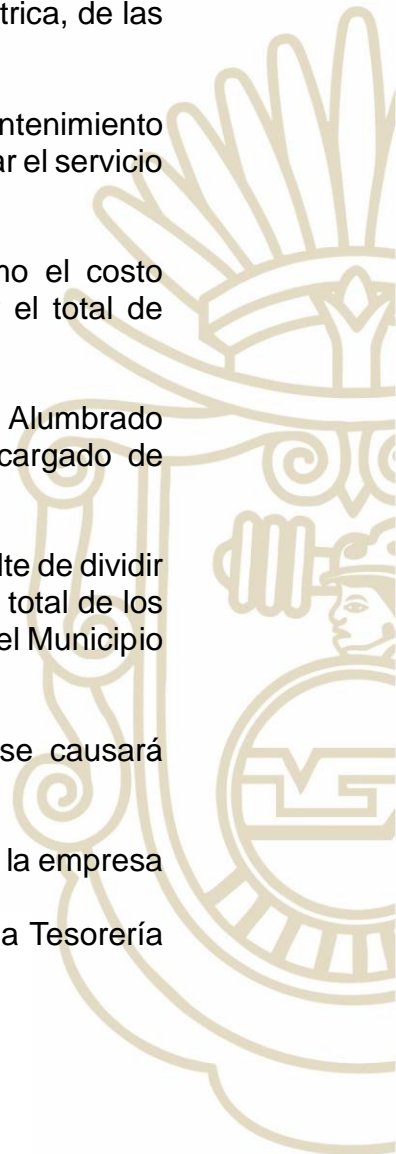 trica, de las
ntenimiento
ar el servicio
no el costo
el total de
Alumbrado
cargado de
lte de dividir
total de los
el Municipio
se causará
la empresa
a Tesorería